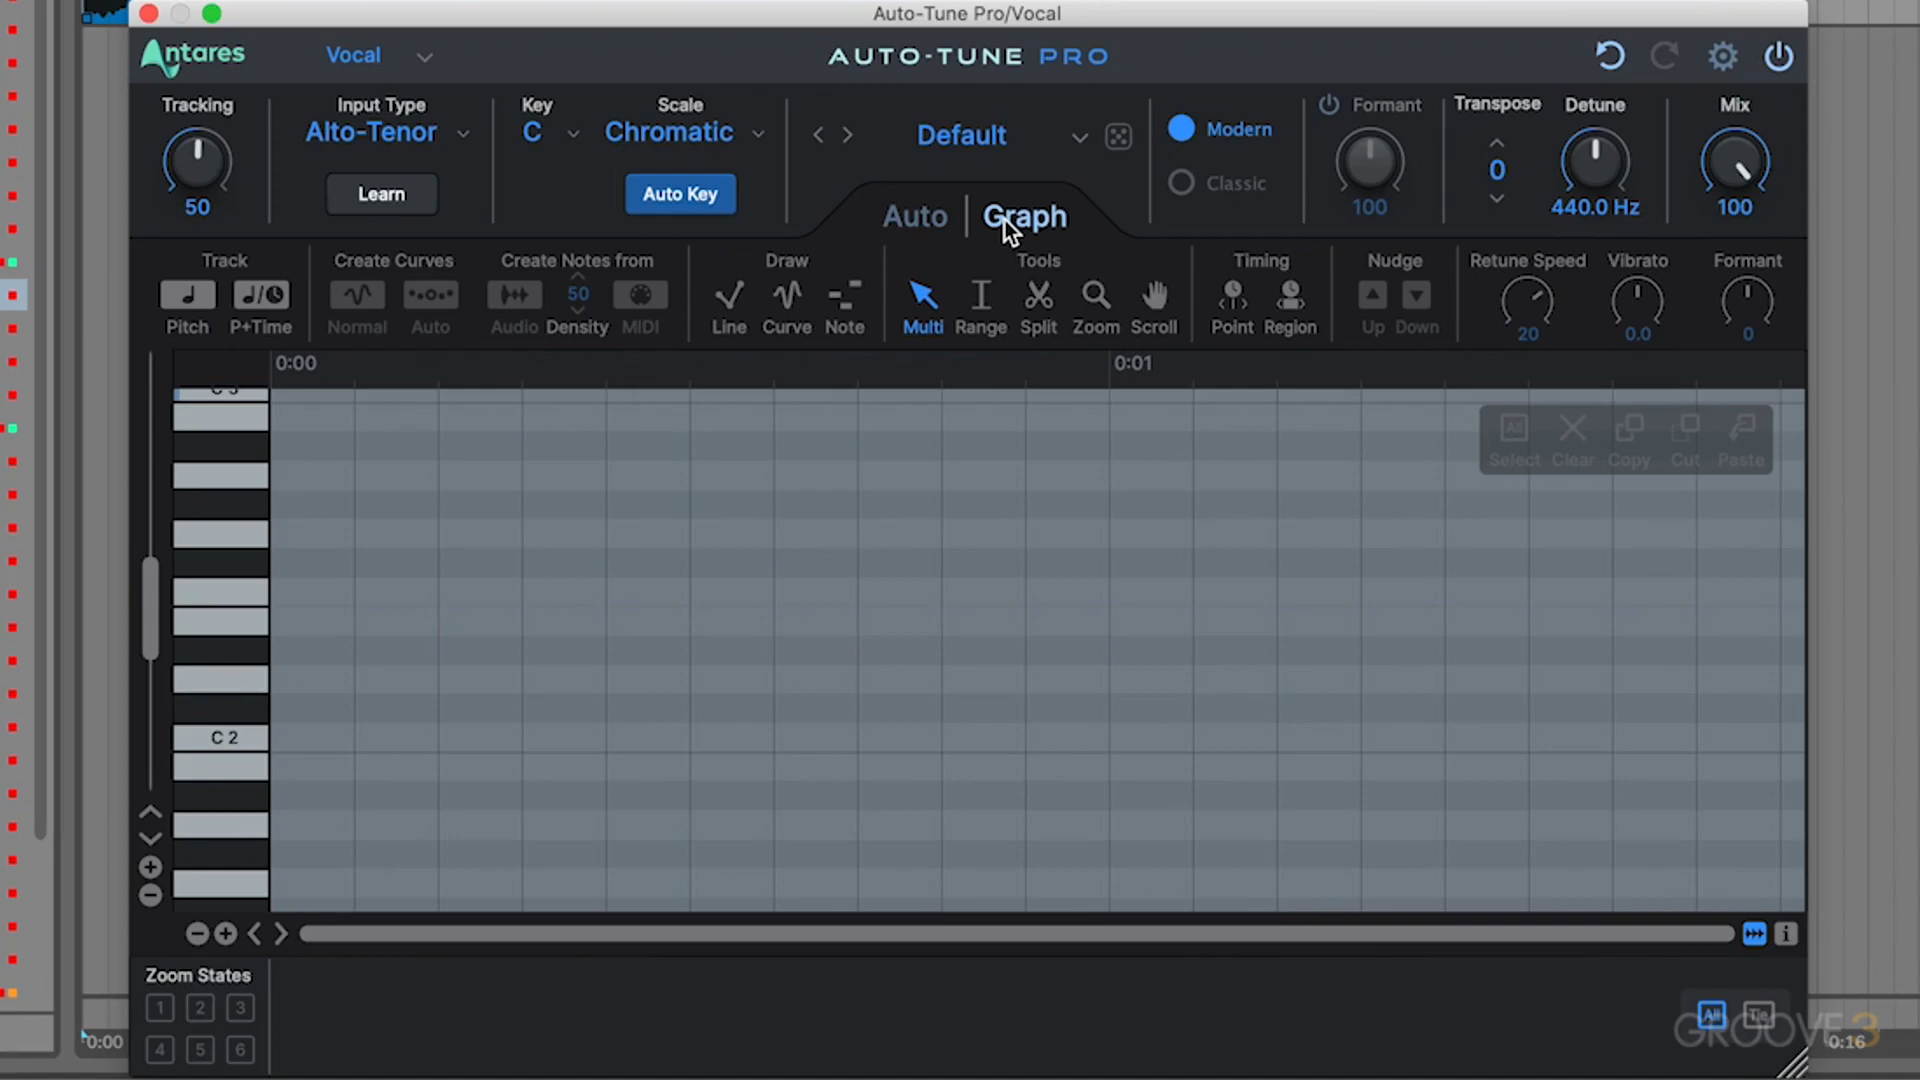 Auto-Tune Pro/Vocal
Antares
Vocal
AUTO-TUNE PRO
Tracking
50
Input Type
Alto-Tenor
Learn
Key
C
Scale
Chromatic
Auto Key
Default
Auto
Graph
Modern
Classic
Formant
100
Transpose
0
Detune
440.0 Hz
Mix
100
Track
Pitch
P+Time
Create Curves
Normal
Auto
Create Notes from
Audio
50
Density
MIDI
Draw
Line
Curve
Note
Tools
Multi
Range
Split
Zoom
Scroll
Timing
Point
Region
Nudge
Up
Down
Retune Speed
20
Vibrato
0.0
Formant
0
0:00
0:01
All
Select
Clear
Copy
Cut
Paste
C 2
Zoom States
1 2 3
4 5 6
All
Tie
GROOVE 3
0:00
0:16